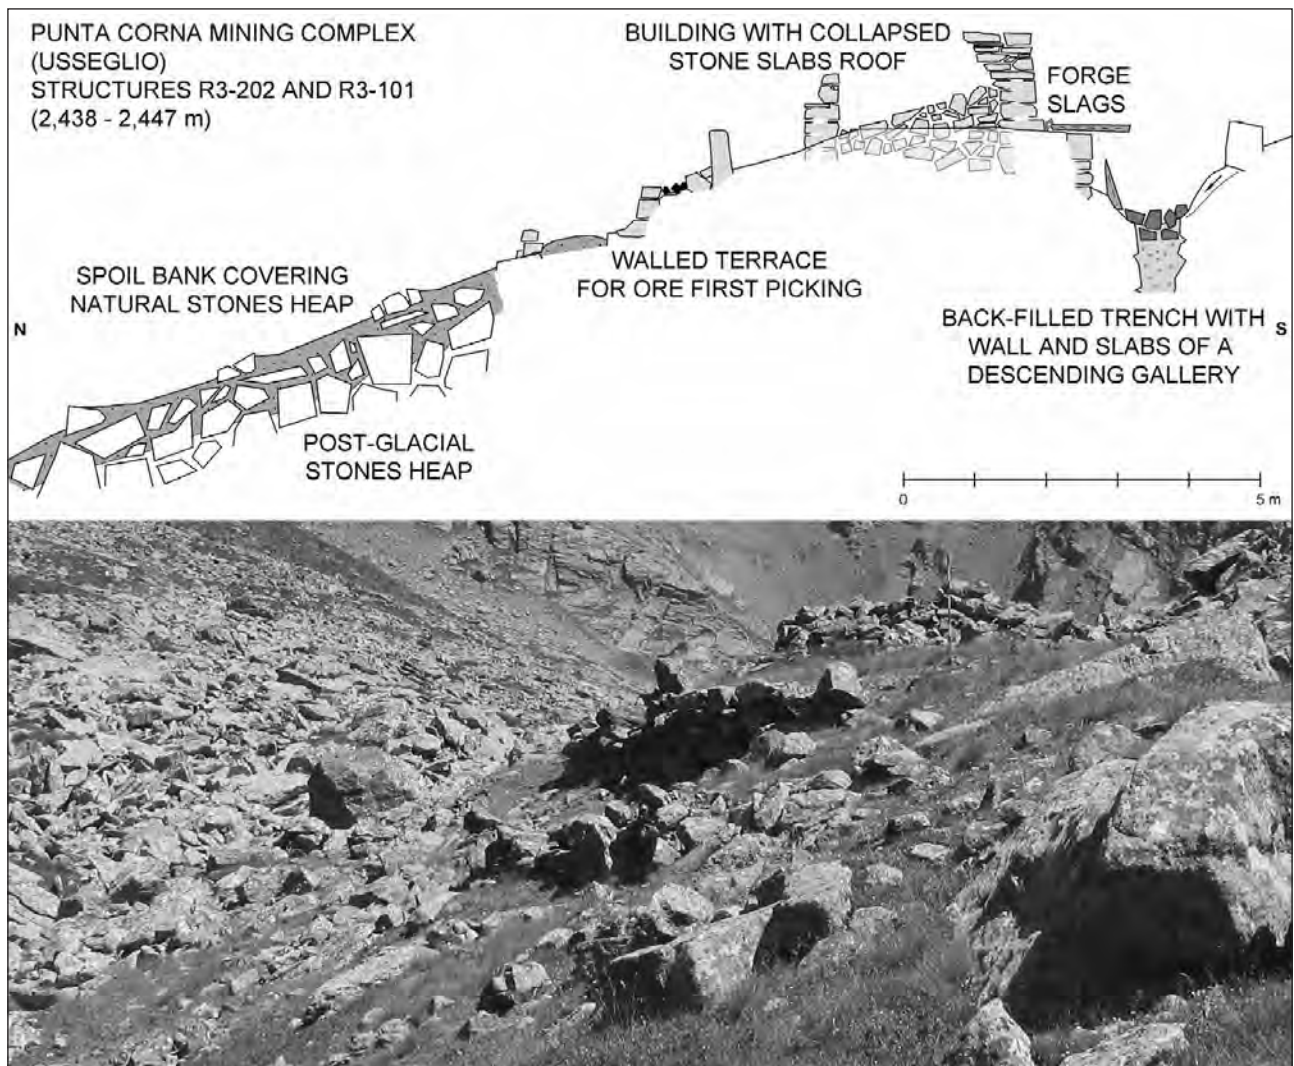 PUNTA CORNA MINING COMPLEX
(USSEGLIO)
STRUCTURES R3-202 AND R3-101
(2,438 - 2,447 m)
BUILDING WITH COLLAPSED
STONE SLABS ROOF
FORGE
SLAGS
SPOIL BANK COVERING
NATURAL STONES HEAP
WALLED TERRACE
FOR ORE FIRST PICKING
N
BACK-FILLED TRENCH WITH
WALL AND SLABS OF A
DESCENDING GALLERY
S
POST-GLACIAL
STONES HEAP
0
5 m